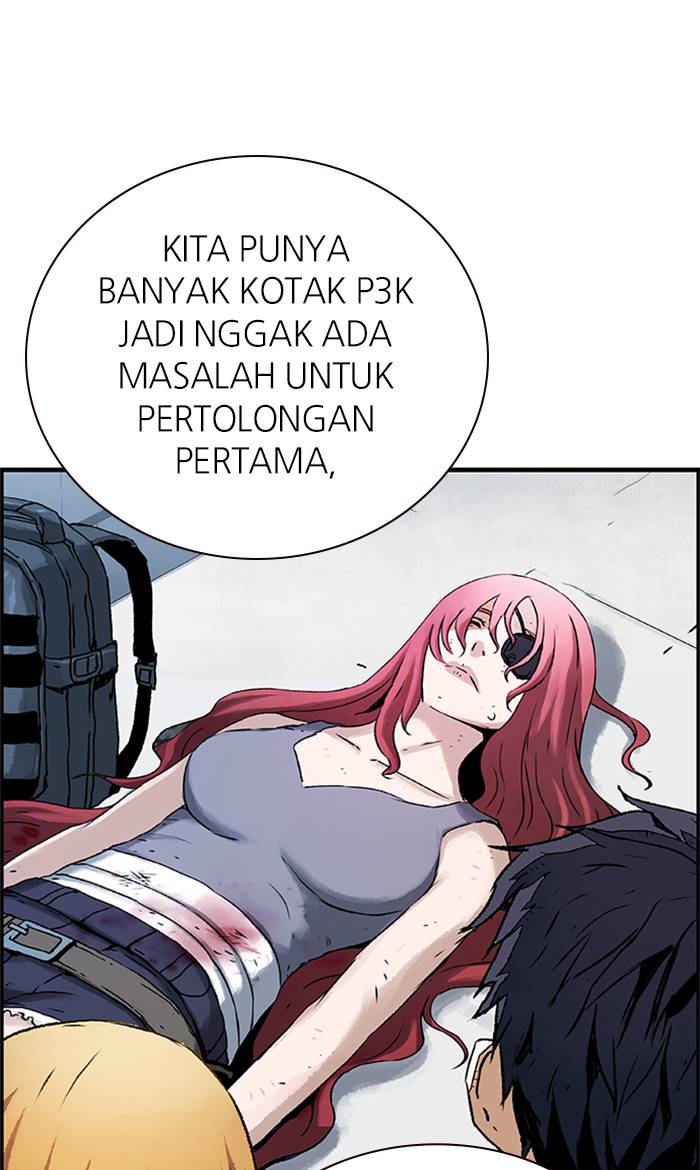 KITA PUNYA
BANYAK KOTAK P3K
JADI NGGAK ADA
MASALAH UNTUK
PERTOLONGAN
PERTAMA,